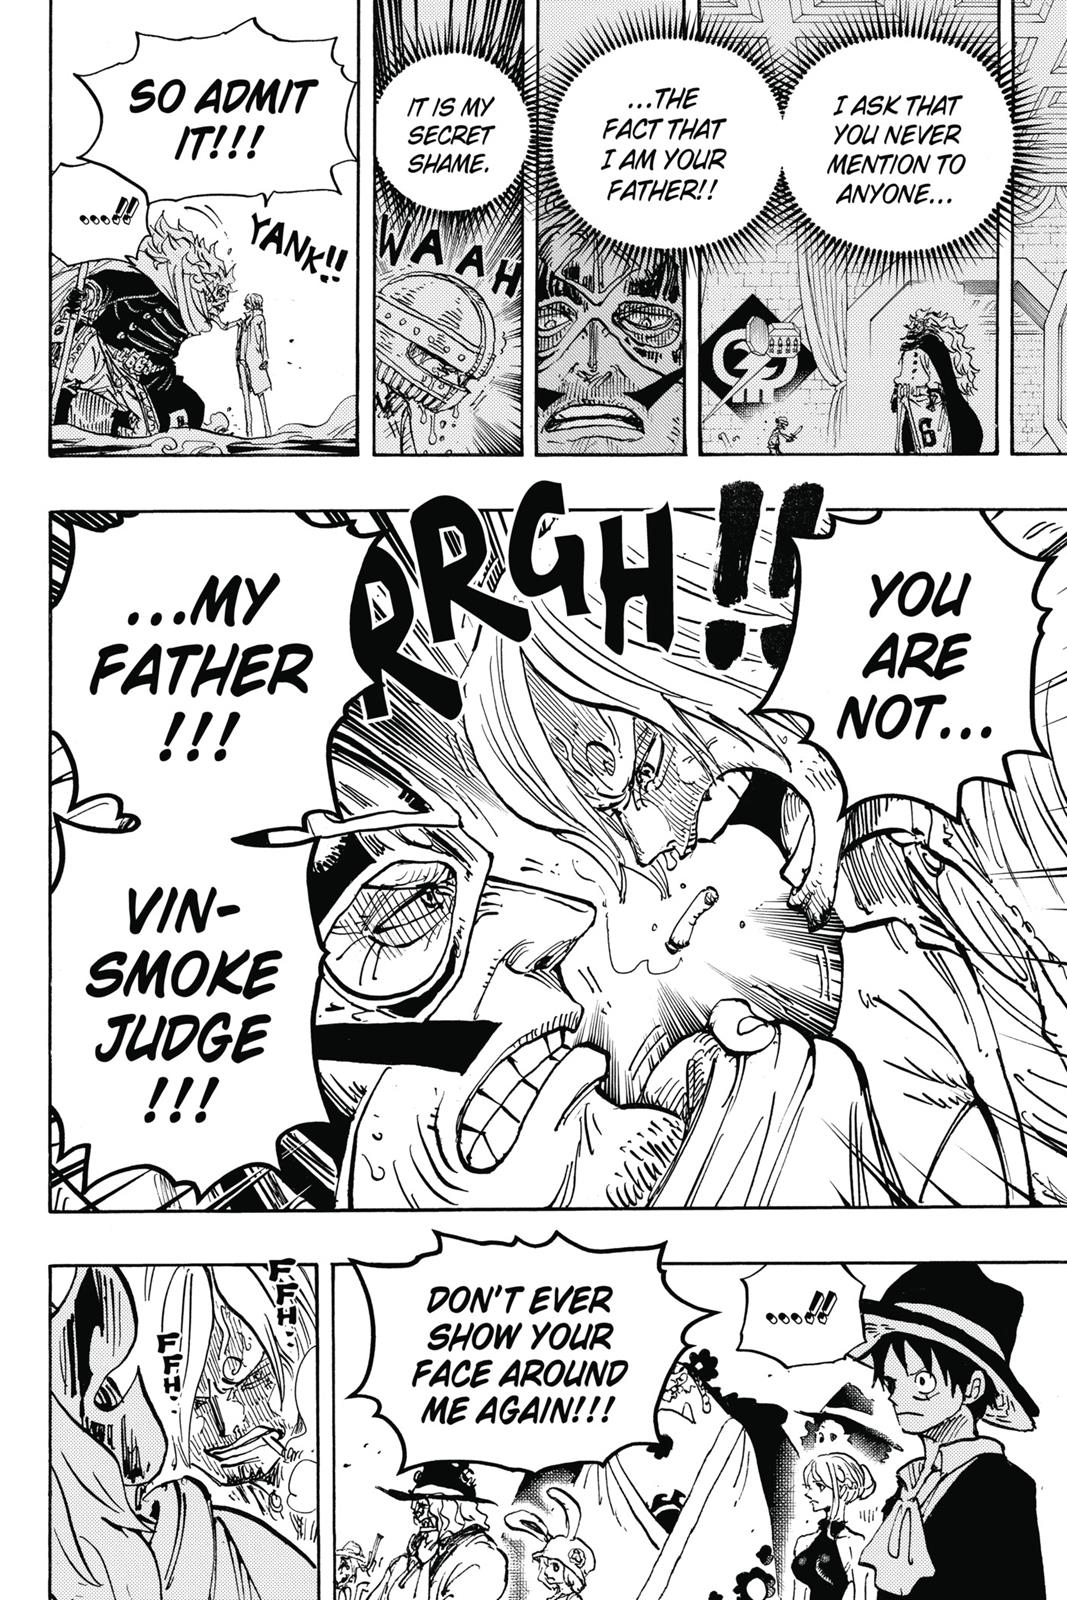 I ASK THAT
YOU NEVER
MENTION TO
ANYONE...
...THE
FACT THAT
I AM YOUR
FATHER!!
6
IT IS MY
SECRET
SHAME.
WAAAH
SO ADMIT
IT!!!
YANK!!
....!!
YOU
ARE
NOT...
RRGH!!
...MY
FATHER
!!!
VIN-
SMOKE
JUDGE
!!!
....!!
DON'T EVER
SHOW YOUR
FACE AROUND
ME AGAIN!!!
FFH
FFH